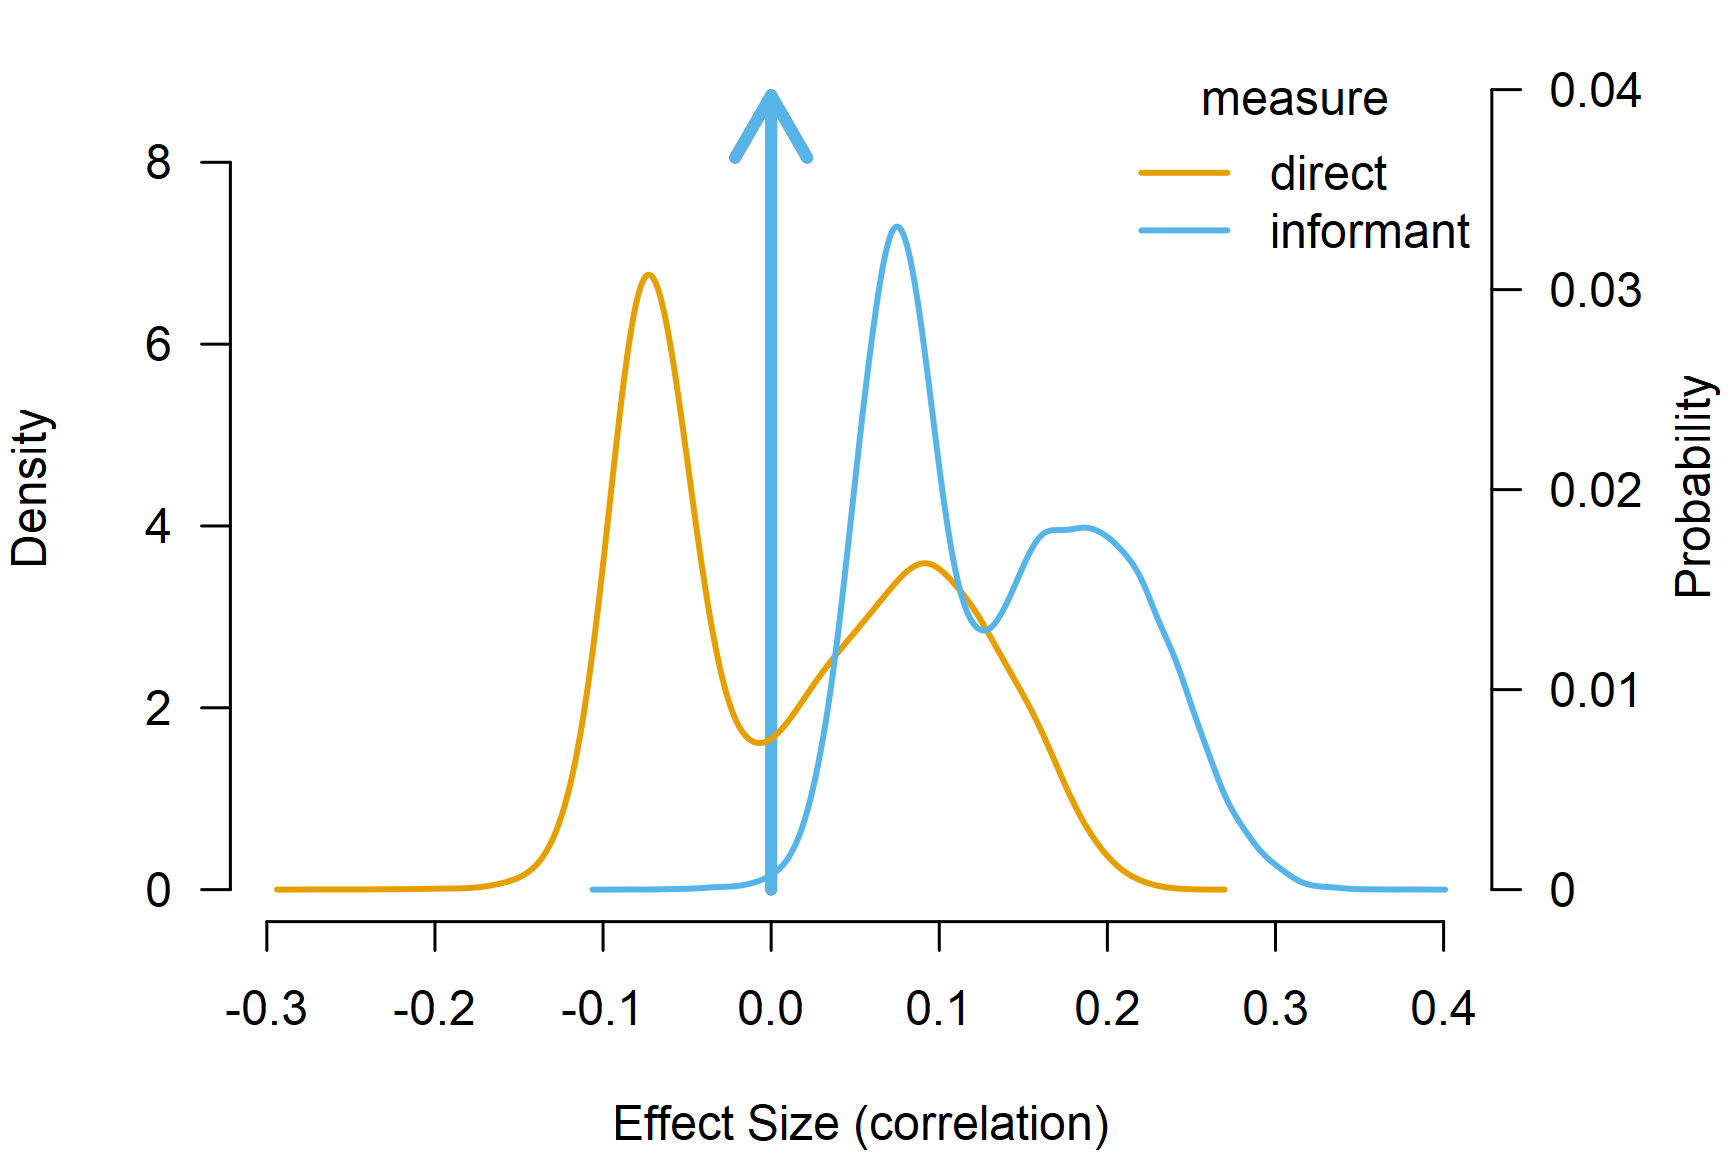 measure
direct
informant
Density
8
6
4
2
0
0.04
0.03
0.02
0.01
0
Probability
-0.3 -0.2 -0.1 0.0 0.1 0.2 0.3 0.4
Effect Size (correlation)